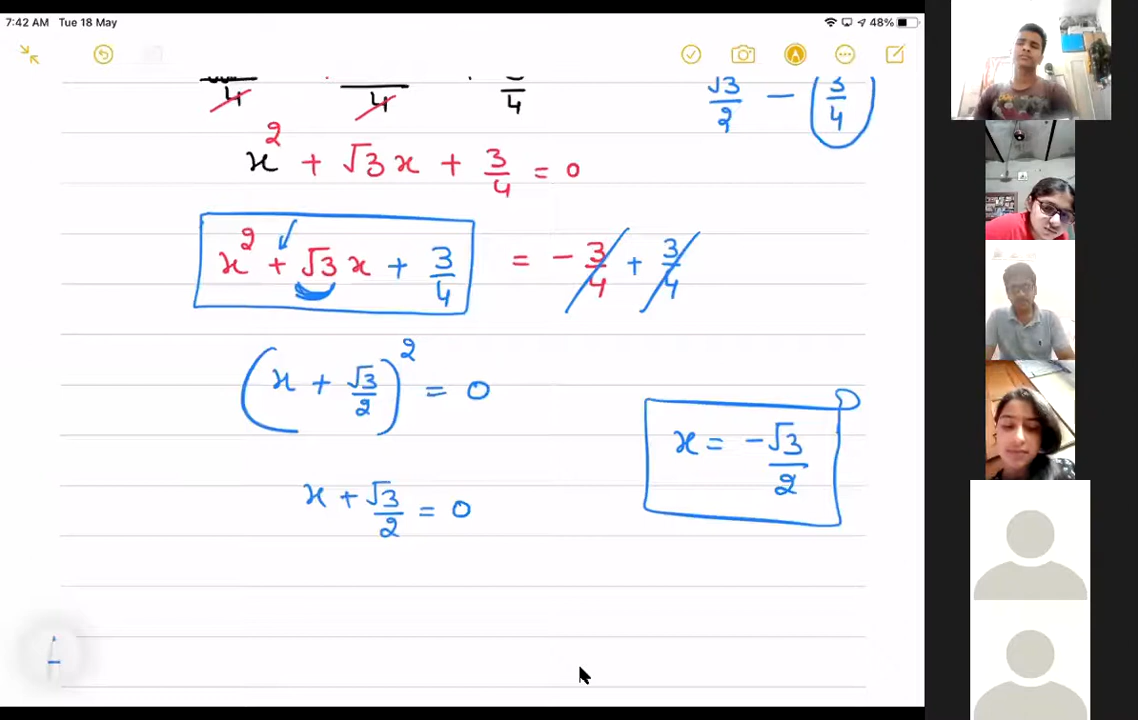 7:42 AM Tue 18 May 48%
4 4 4
√3/2 - 3/4
x² + √3x + 3/4 = 0
x² + √3x + 3/4 = -3/4 + 3/4
(x + √3/2)² = 0
x = -√3/2
x + √3/2 = 0